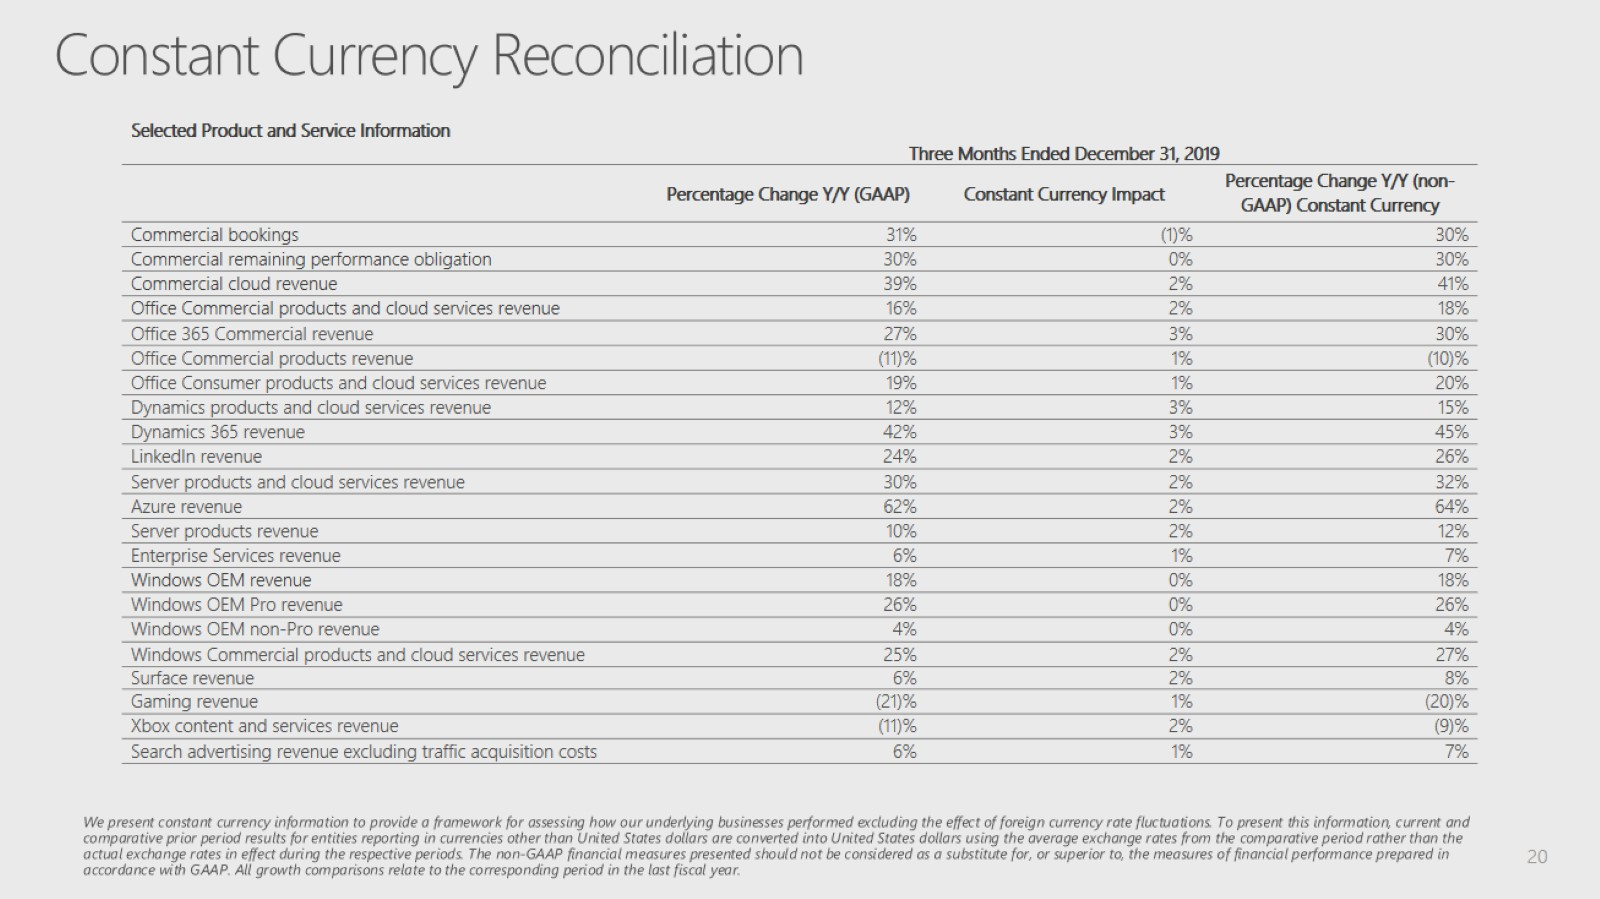 Constant Currency Reconciliation
Selected Product and Service Information
Three Months Ended December 31, 2019
Percentage Change Y/Y (GAAP) Constant Currency Impact Percentage Change Y/Y (non-
GAAP) Constant Currency
Commercial bookings 31% (1)% 30%
Commercial remaining performance obligation 30% 0% 30%
Commercial cloud revenue 39% 2% 41%
Office Commercial products and cloud services revenue 16% 2% 18%
Office 365 Commercial revenue 27% 3% 30%
Office Commercial products revenue (11)% 1% (10)%
Office Consumer products and cloud services revenue 19% 1% 20%
Dynamics products and cloud services revenue 12% 3% 15%
Dynamics 365 revenue 42% 3% 45%
LinkedIn revenue 24% 2% 26%
Server products and cloud services revenue 30% 2% 32%
Azure revenue 62% 2% 64%
Server products revenue 10% 2% 12%
Enterprise Services revenue 6% 1% 7%
Windows OEM revenue 18% 0% 18%
Windows OEM Pro revenue 26% 0% 26%
Windows OEM non-Pro revenue 4% 0% 4%
Windows Commercial products and cloud services revenue 25% 2% 27%
Surface revenue 6% 2% 8%
Gaming revenue (21)% 1% (20)%
Xbox content and services revenue (11)% 2% (9)%
Search advertising revenue excluding traffic acquisition costs 6% 1% 7%
We present constant currency information to provide a framework for assessing how our underlying businesses performed excluding the effect of foreign currency rate fluctuations. To present this information, current and
comparative prior period results for entities reporting in currencies other than United States dollars are converted into United States dollars using the average exchange rates from the comparative period rather than the
actual exchange rates in effect during the respective periods. The non-GAAP financial measures presented should not be considered as a substitute for, or superior to, the measures of financial performance prepared in
accordance with GAAP. All growth comparisons relate to the corresponding period in the last fiscal year.
20